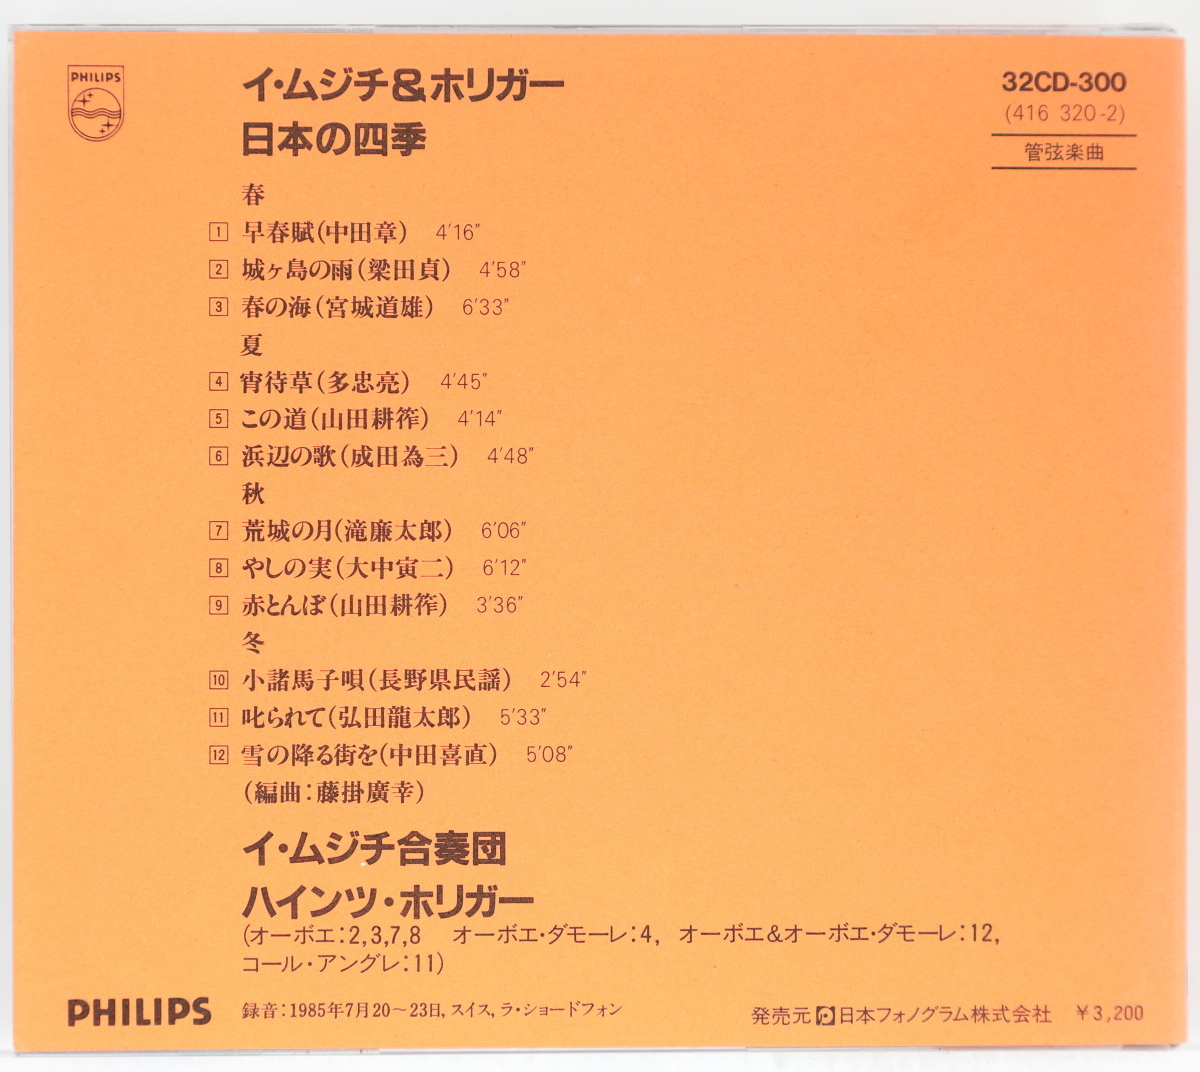 PHILIPS
イ・ムジチ&ホリガー
日本の四季
32CD-300
(416 320-2)
管弦楽曲
春
1 早春賦(中田章) 4'16"
2 城ヶ島の雨(梁田貞) 4'58"
3 春の海(宮城道雄) 6'33"
夏
4 宵待草(多忠亮) 4'45"
5 この道(山田耕筰) 4'14"
6 浜辺の歌(成田為三) 4'48"
秋
7 荒城の月(滝廉太郎) 6'06"
8 やしの実(大中寅二) 6'12"
9 赤とんぼ(山田耕筰) 3'36"
冬
10 小諸馬子唄(長野県民謡) 2'54"
11 叱られて(弘田龍太郎) 5'33"
12 雪の降る街を(中田喜直) 5'08"
(編曲:藤掛廣幸)
イ・ムジチ合奏団
ハインツ・ホリガー
(オーボエ:2,3,7,8 オーボエ・ダモーレ:4, オーボエ&オーボエ・ダモーレ:12,
コール・アングレ:11)
PHILIPS
録音:1985年7月20〜23日, スイス, ラ・ショードフォン
発売元 日本フォノグラム株式会社 ¥3,200